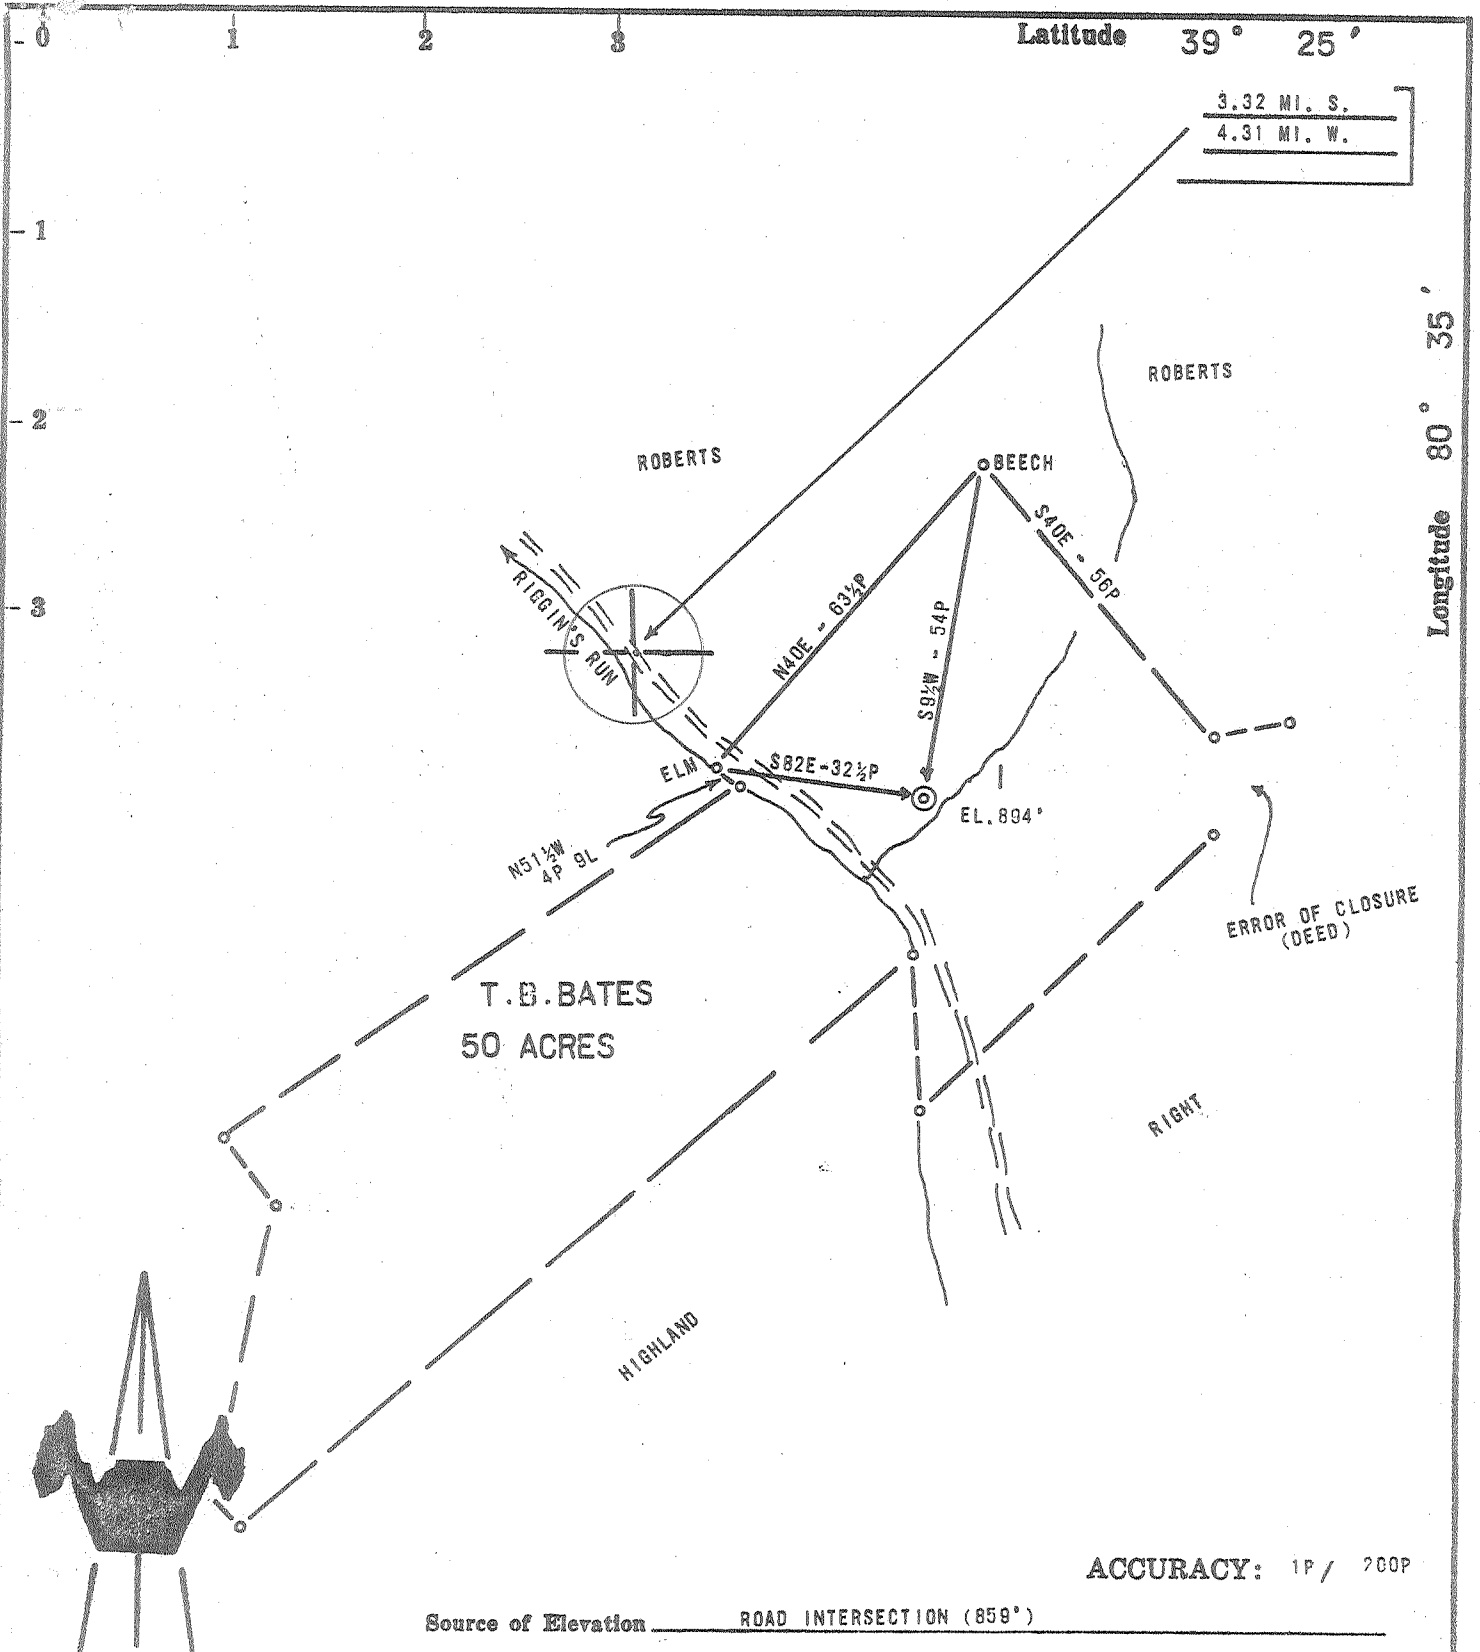 0 1 2 3 Latitude 39° 25'
3.32 MI. S.
4.31 MI. W.
1
2
3
Longitude 80° 35'
ROBERTS
ROBERTS
BEECH
S40E - 56P
RIGGIN'S RUN
N40E - 63½P
S9½W - 54P
ELM
S82E-32½P
EL.894'
N51½W
4P 9L
ERROR OF CLOSURE
(DEED)
T.B.BATES
50 ACRES
RIGHT
HIGHLAND
ACCURACY: 1P/ 200P
Source of Elevation ROAD INTERSECTION (859')